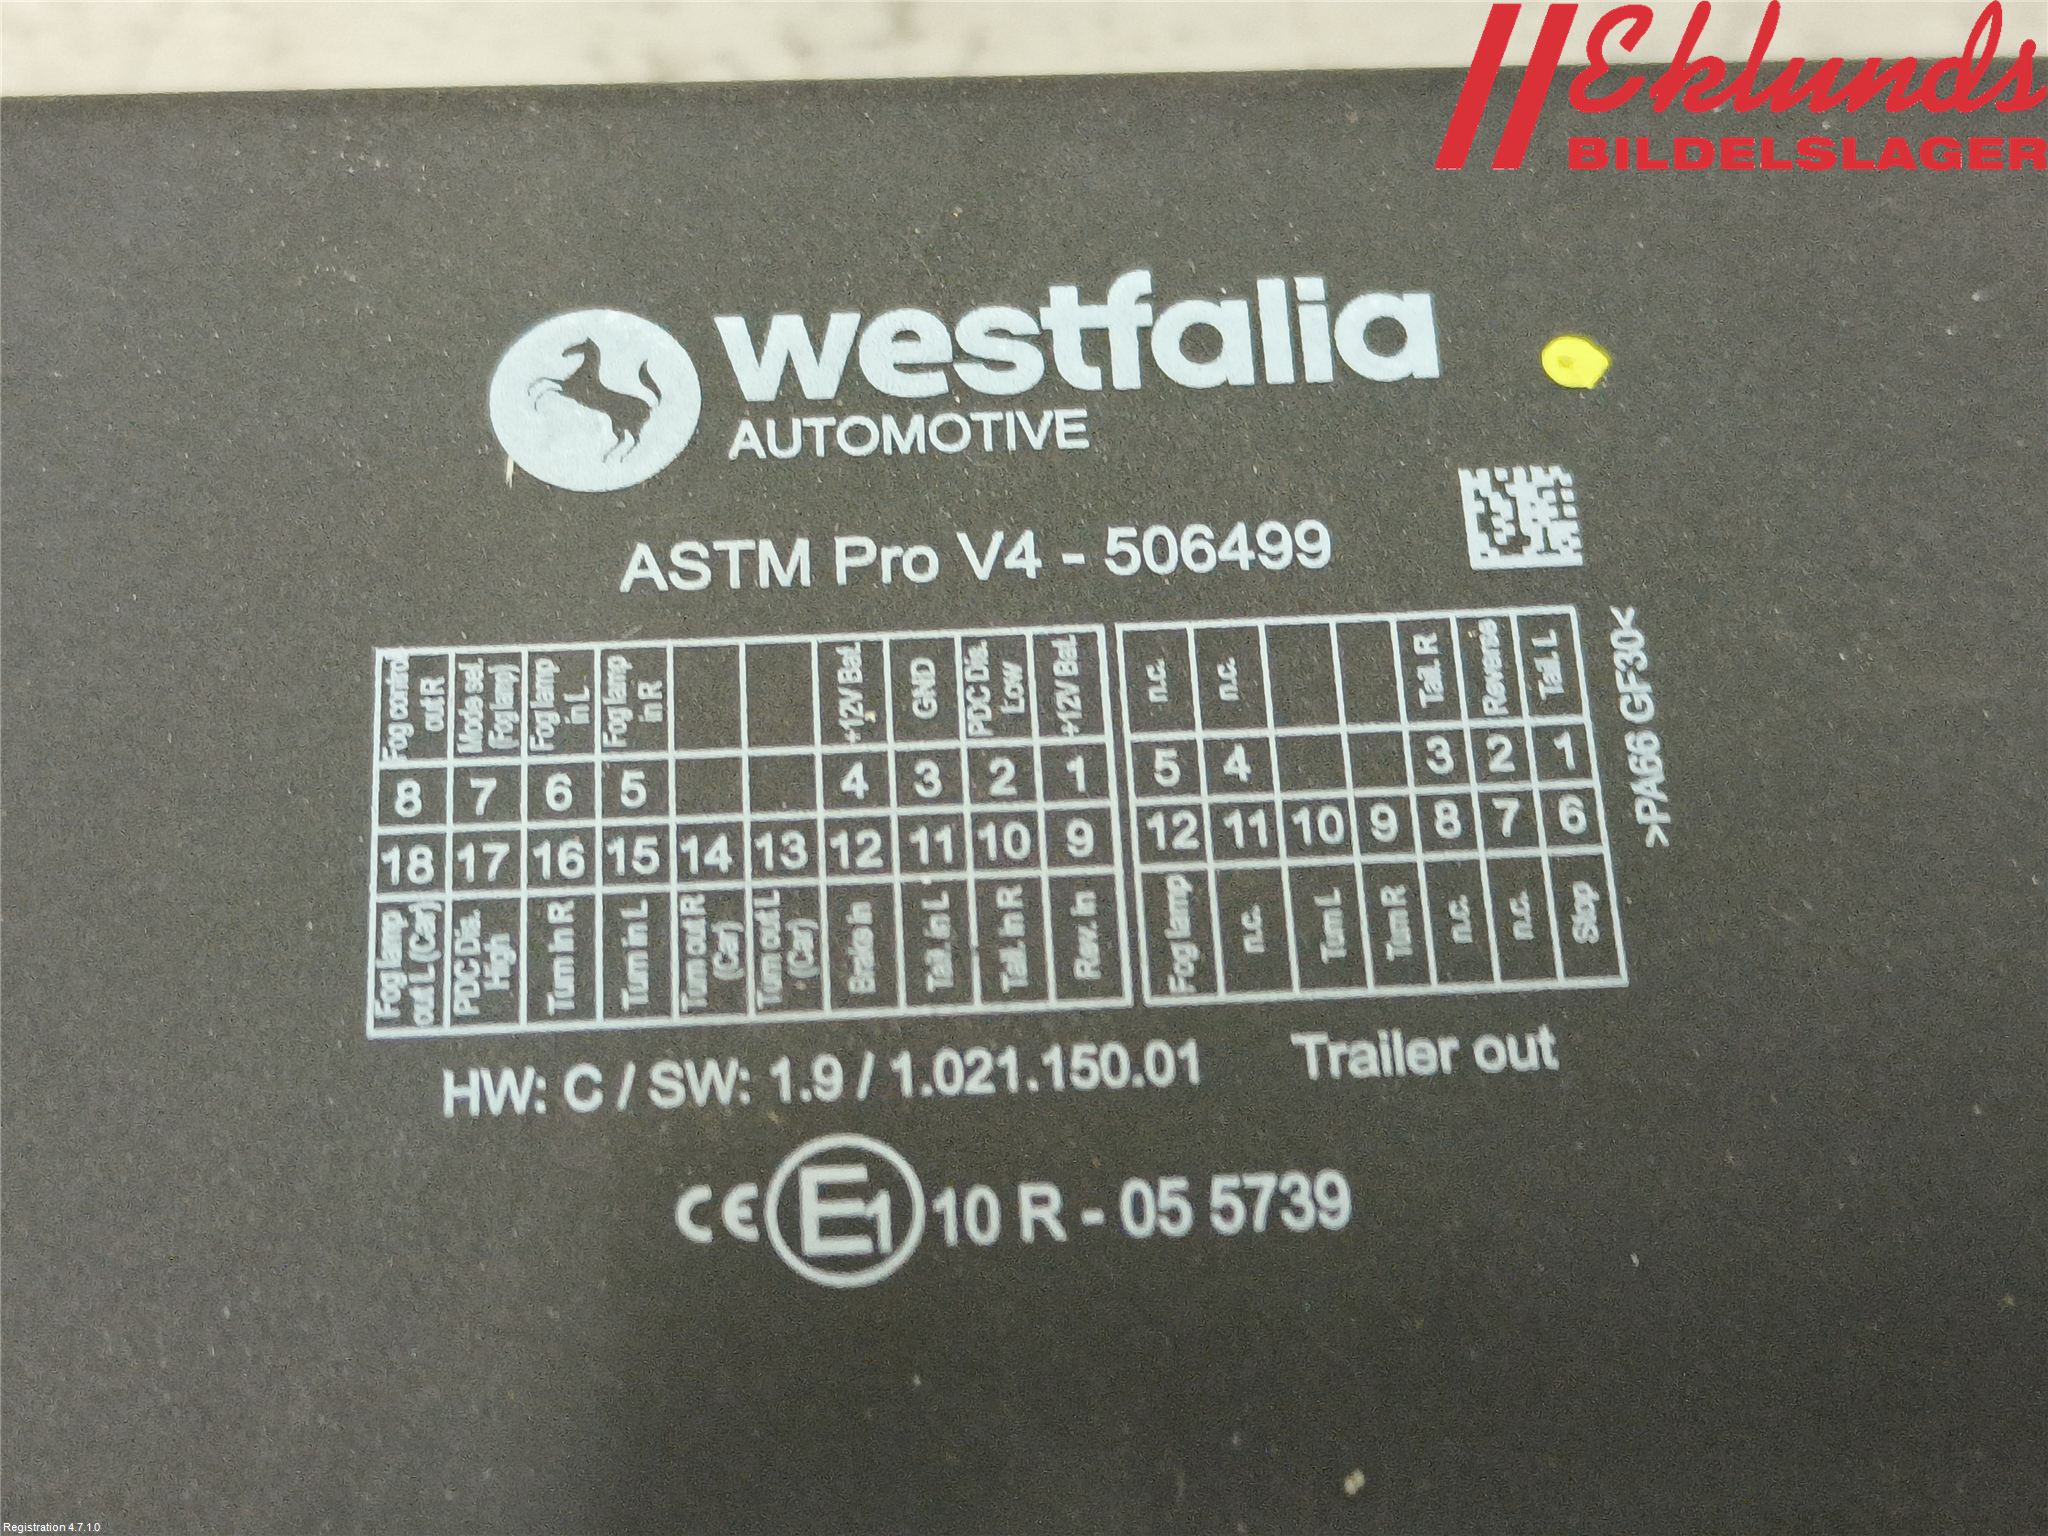 Eklunds
BILDELSLAGER
westfalia
AUTOMOTIVE
ASTM Pro V4 - 506499
Fog control out R
Mode sel. (Fog lamp)
Fog lamp in L
Fog lamp in R
+12V Bat.
GND
PDC Dis. Low
+12V Bat.
n.c.
n.c.
Tail. R
Reverse
Tail. L
8 7 6 5 4 3 2 1 5 4 3 2 1
18 17 16 15 14 13 12 11 10 9 12 11 10 9 8 7 6
Fog lamp out L (Car)
PDC Dis. High
Turn in R
Turn in L
Turn out R (Car)
Turn out L (Car)
Brake in
Tail. in L
Tail. in R
Rev. in
Fog lamp
n.c.
Turn L
Turn R
n.c.
n.c.
Stop
>PA66 GF30<
HW: C / SW: 1.9 / 1.021.150.01
Trailer out
CE E1 10 R - 05 5739
Registration 4.7.1.0